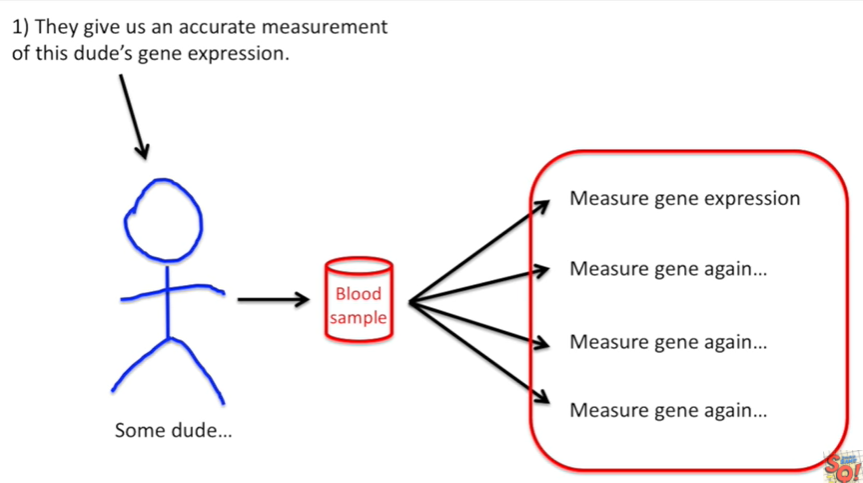 1) They give us an accurate measurement
of this dude’s gene expression.
Measure gene expression
Measure gene again...
Blood
sample
Measure gene again...
Measure gene again...
Some dude...
SO!